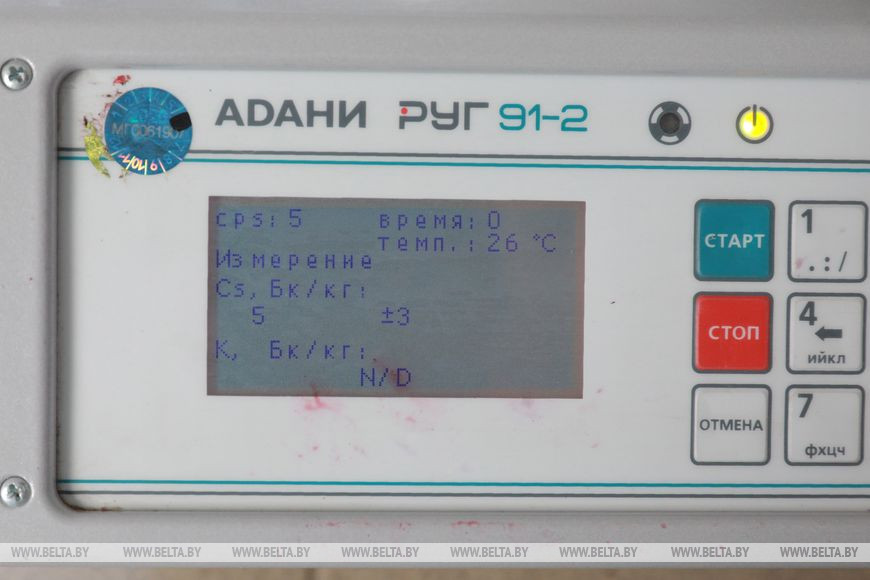 АDАНИ РУГ 91-2
МГ0061907
cps: 5 время: 0
темп.: 26 °C
Измерение
Cs, Бк/кг:
5 ±3
K, Бк/кг:
N/D
СТАРТ
1
.:/
СТОП
4
ийкл
ОТМЕНА
7
фхцч
WWW.BELTA.BY WWW.BELTA.BY WWW.BELTA.BY WWW.BELTA.BY WWW.BELTA.BY WWW.BELTA.BY WWW.BELTA.BY WWW.BELTA.BY